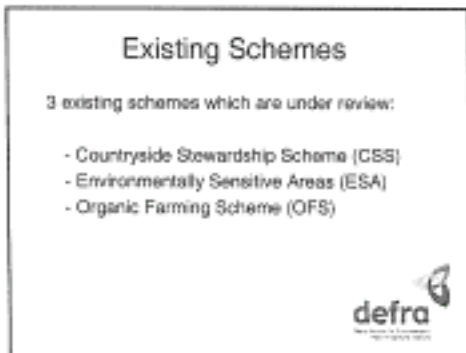 Existing Schemes
3 existing schemes which are under review:
- Countryside Stewardship Scheme (CSS)
- Environmentally Sensitive Areas (ESA)
- Organic Farming Scheme (OFS)
defra